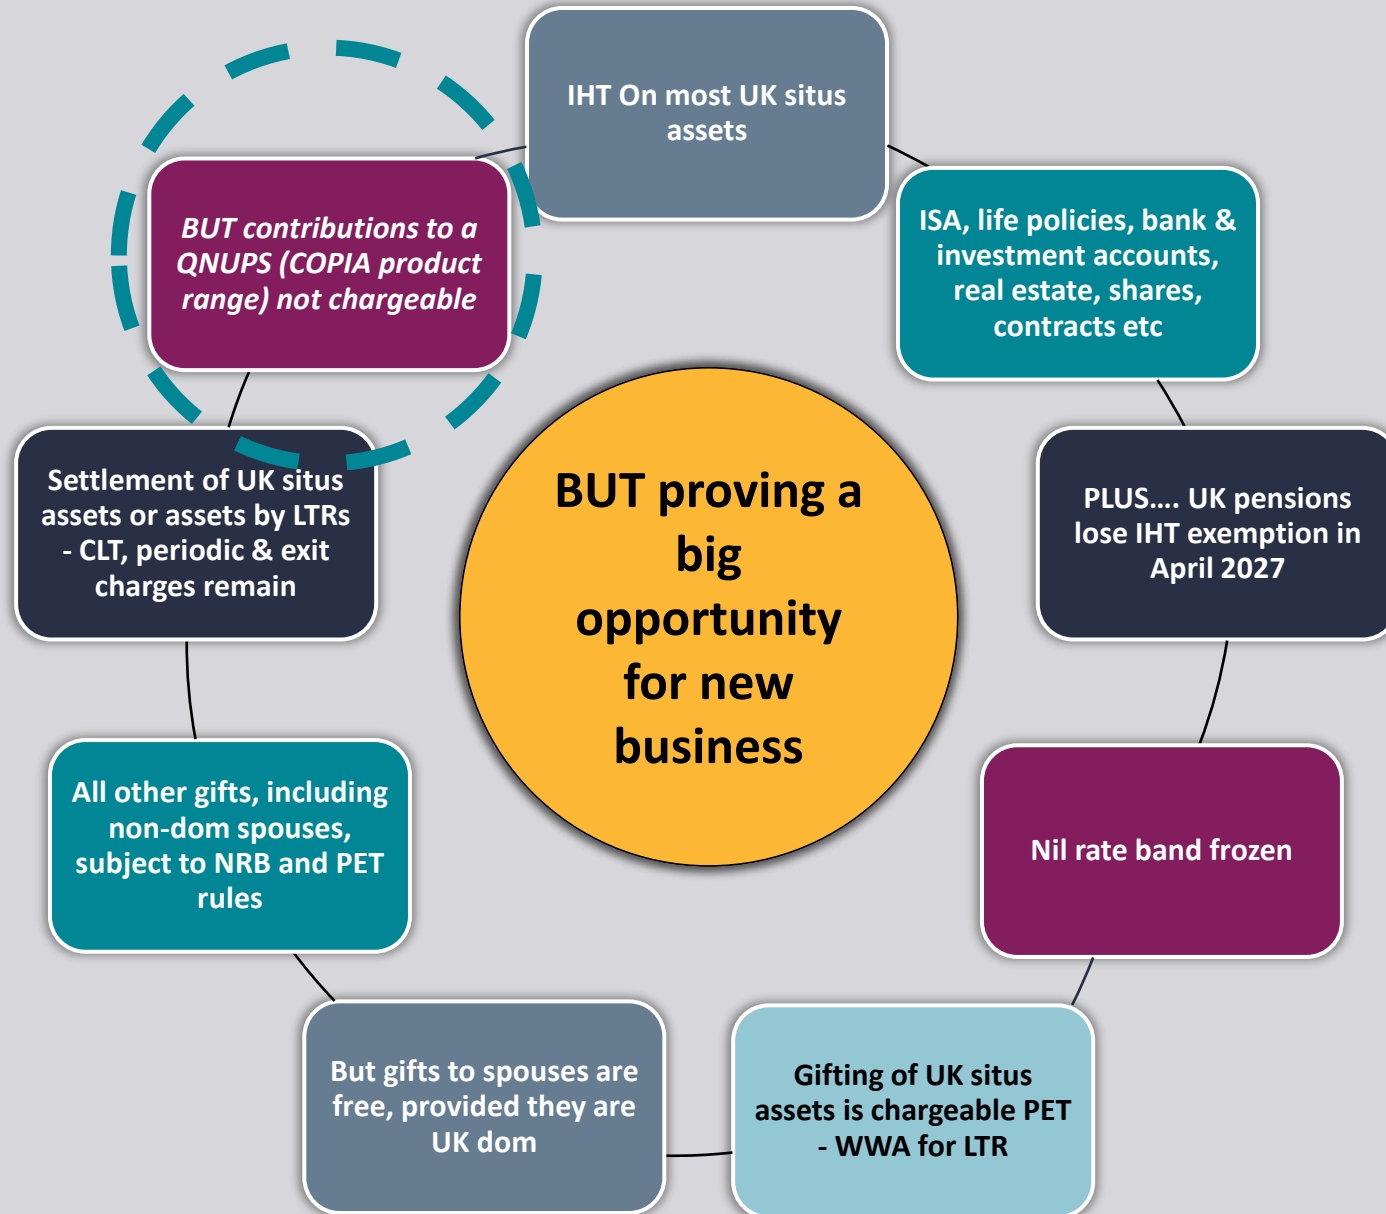 IHT On most UK situs
assets
ISA, life policies, bank &
investment accounts,
real estate, shares,
contracts etc
PLUS.... UK pensions
lose IHT exemption in
April 2027
Nil rate band frozen
Gifting of UK situs
assets is chargeable PET
- WWA for LTR
But gifts to spouses are
free, provided they are
UK dom
All other gifts, including
non-dom spouses,
subject to NRB and PET
rules
Settlement of UK situs
assets or assets by LTRs
- CLT, periodic & exit
charges remain
BUT contributions to a
QNUPS (COPIA product
range) not chargeable
BUT proving a
big
opportunity
for new
business